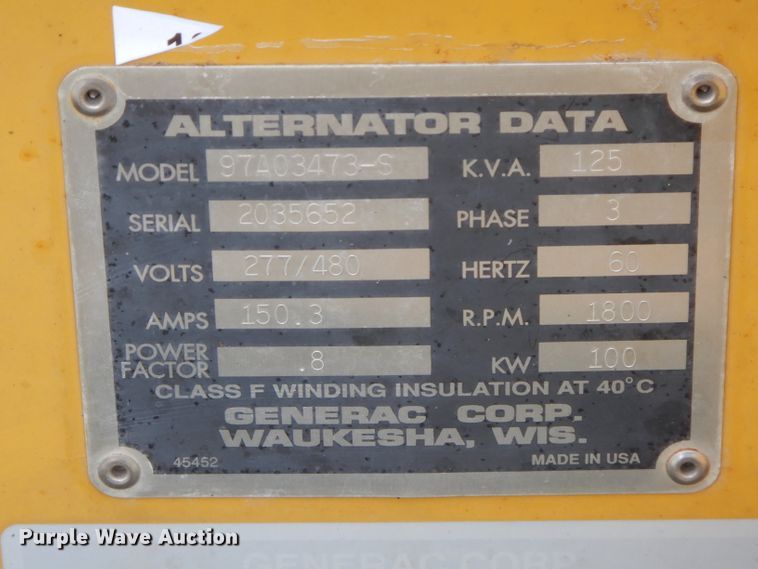 ALTERNATOR DATA
MODEL 97A03473-S K.V.A. 125
SERIAL 2035652 PHASE 3
VOLTS 277/480 HERTZ 60
AMPS 150.3 R.P.M. 1800
POWER FACTOR .8 KW 100
CLASS F WINDING INSULATION AT 40°C
GENERAC CORP.
WAUKESHA, WIS.
45452 MADE IN USA
Purple Wave Auction
GENERAC CORP